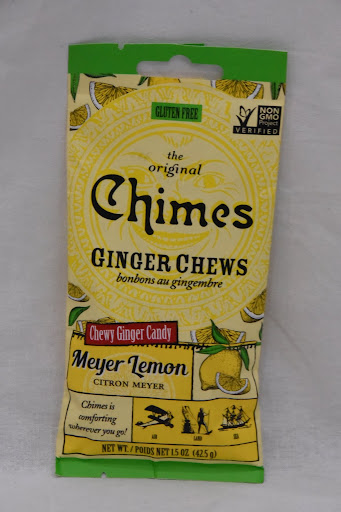 GLUTEN FREE
NON
GMO
Project
VERIFIED
the
original
Chimes
GINGER CHEWS
bonbons au gingembre
Chewy Ginger Candy
Meyer Lemon
CITRON MEYER
Chimes is
comforting
wherever you go!
AIR
LAND
SEA
NET WT. / POIDS NET 1.5 OZ (42.5 g)